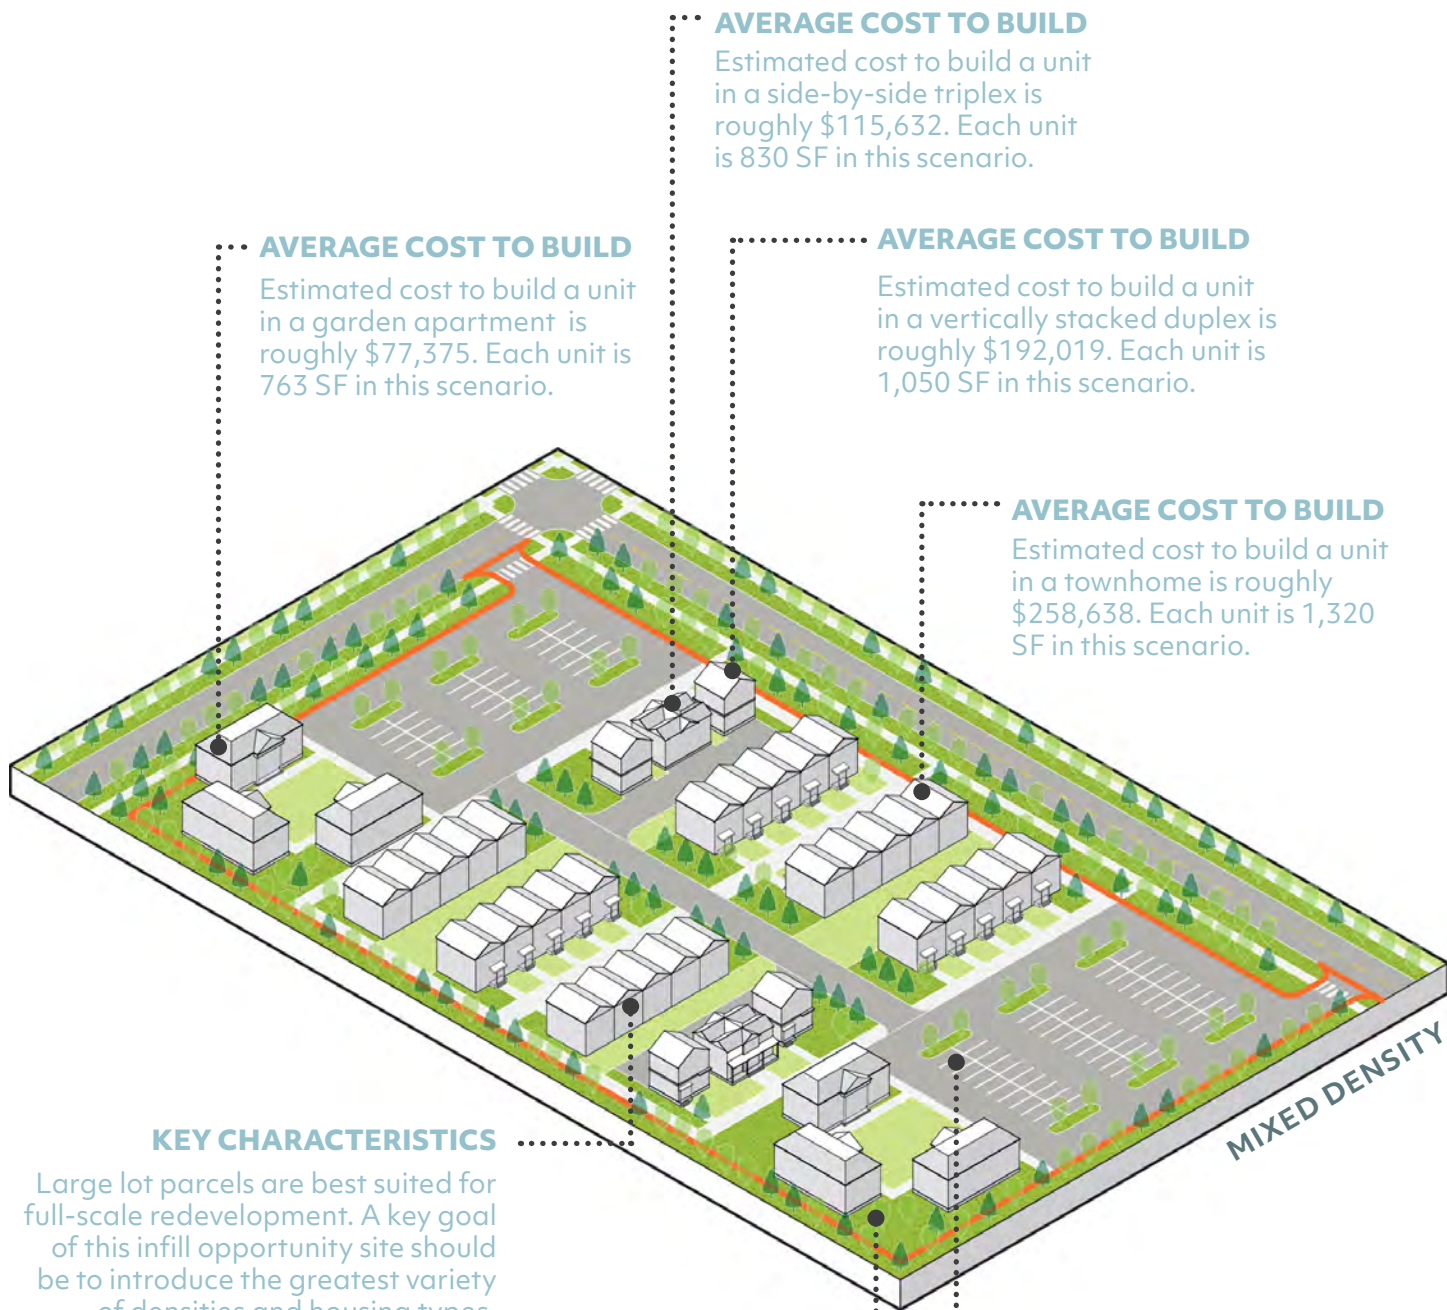 AVERAGE COST TO BUILD
Estimated cost to build a unit
in a side-by-side triplex is
roughly $115,632. Each unit
is 830 SF in this scenario.
AVERAGE COST TO BUILD
Estimated cost to build a unit
in a garden apartment is
roughly $77,375. Each unit is
763 SF in this scenario.
AVERAGE COST TO BUILD
Estimated cost to build a unit
in a vertically stacked duplex is
roughly $192,019. Each unit is
1,050 SF in this scenario.
AVERAGE COST TO BUILD
Estimated cost to build a unit
in a townhome is roughly
$258,638. Each unit is 1,320
SF in this scenario.
MIXED DENSITY
KEY CHARACTERISTICS
Large lot parcels are best suited for
full-scale redevelopment. A key goal
of this infill opportunity site should
be to introduce the greatest variety
of densities and housing types.